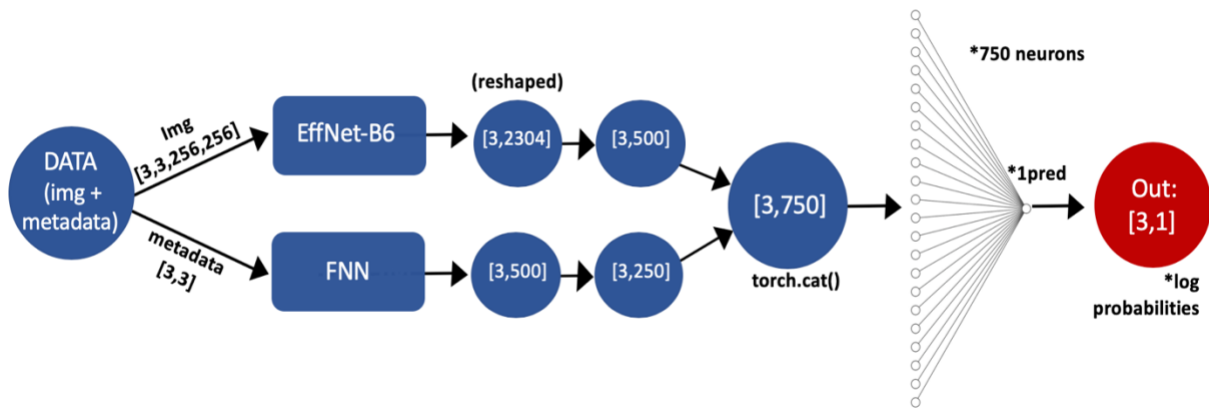 DATA
(img +
metadata)
Img
[3,3,256,256]
metadata
[3,3]
EffNet-B6
FNN
(reshaped)
[3,2304]
[3,500]
[3,500]
[3,250]
[3,750]
torch.cat()
*750 neurons
*1pred
Out:
[3,1]
*log
probabilities